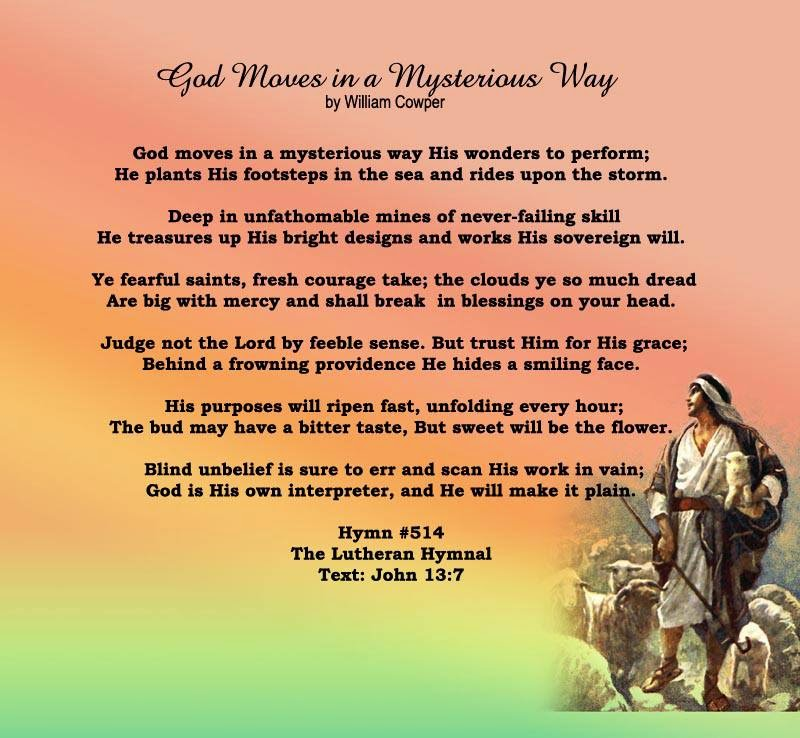 God Moves in a Mysterious Way
by William Cowper
God moves in a mysterious way His wonders to perform;
He plants His footsteps in the sea and rides upon the storm.
Deep in unfathomable mines of never-failing skill
He treasures up His bright designs and works His sovereign will.
Ye fearful saints, fresh courage take; the clouds ye so much dread
Are big with mercy and shall break in blessings on your head.
Judge not the Lord by feeble sense. But trust Him for His grace;
Behind a frowning providence He hides a smiling face.
His purposes will ripen fast, unfolding every hour;
The bud may have a bitter taste, But sweet will be the flower.
Blind unbelief is sure to err and scan His work in vain;
God is His own interpreter, and He will make it plain.
Hymn #514
The Lutheran Hymnal
Text: John 13:7